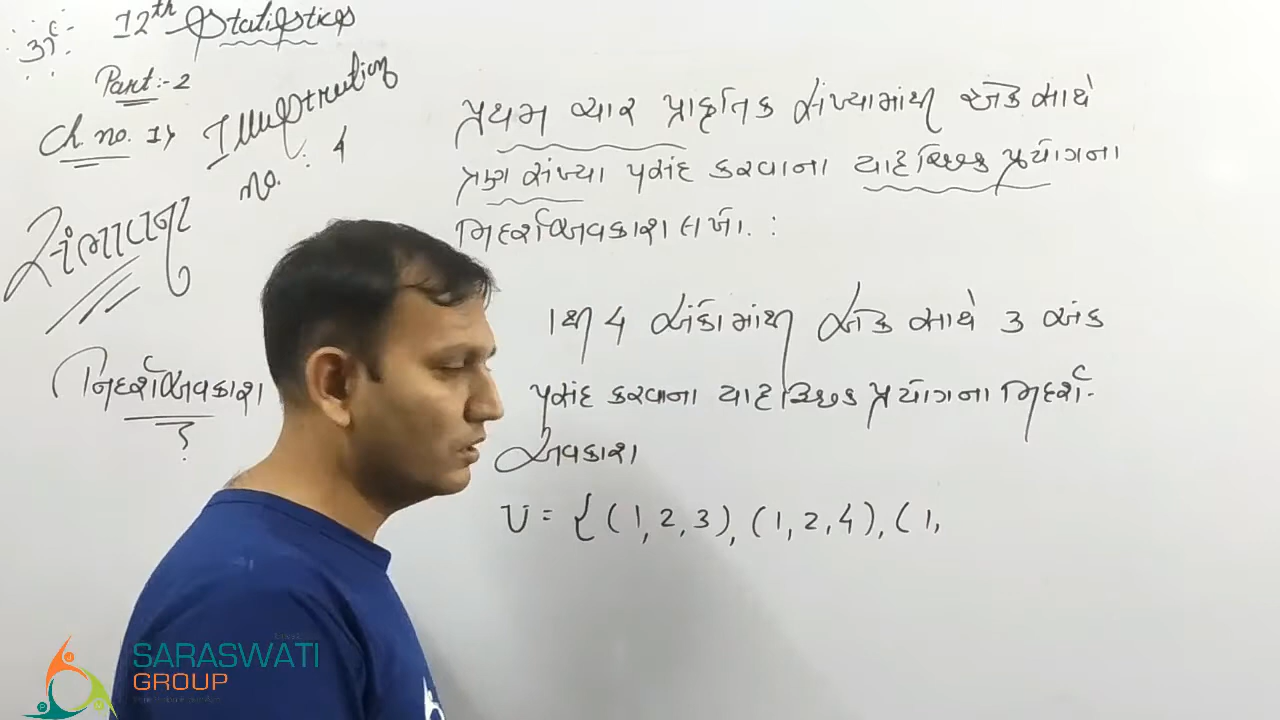 ૐ
12th Statistics
Part:-2
Ch. no. 1)
Illustration
no. : 4
સંભાવના
નિદર્શઅવકાશ
?
પ્રથમ ચાર પ્રાકૃતિક સંખ્યામાંથી એક સાથે
ત્રણ સંખ્યા પસંદ કરવાના યાદચ્છિક પ્રયોગના
નિદર્શઅવકાશ લખો. :
1થી 4 અંકોમાંથી એક સાથે 3 અંક
પસંદ કરવાના યાદચ્છિક પ્રયોગના નિદર્શ-
અવકાશ
U = {(1,2,3), (1,2,4), (1,
SARASWATI
GROUP